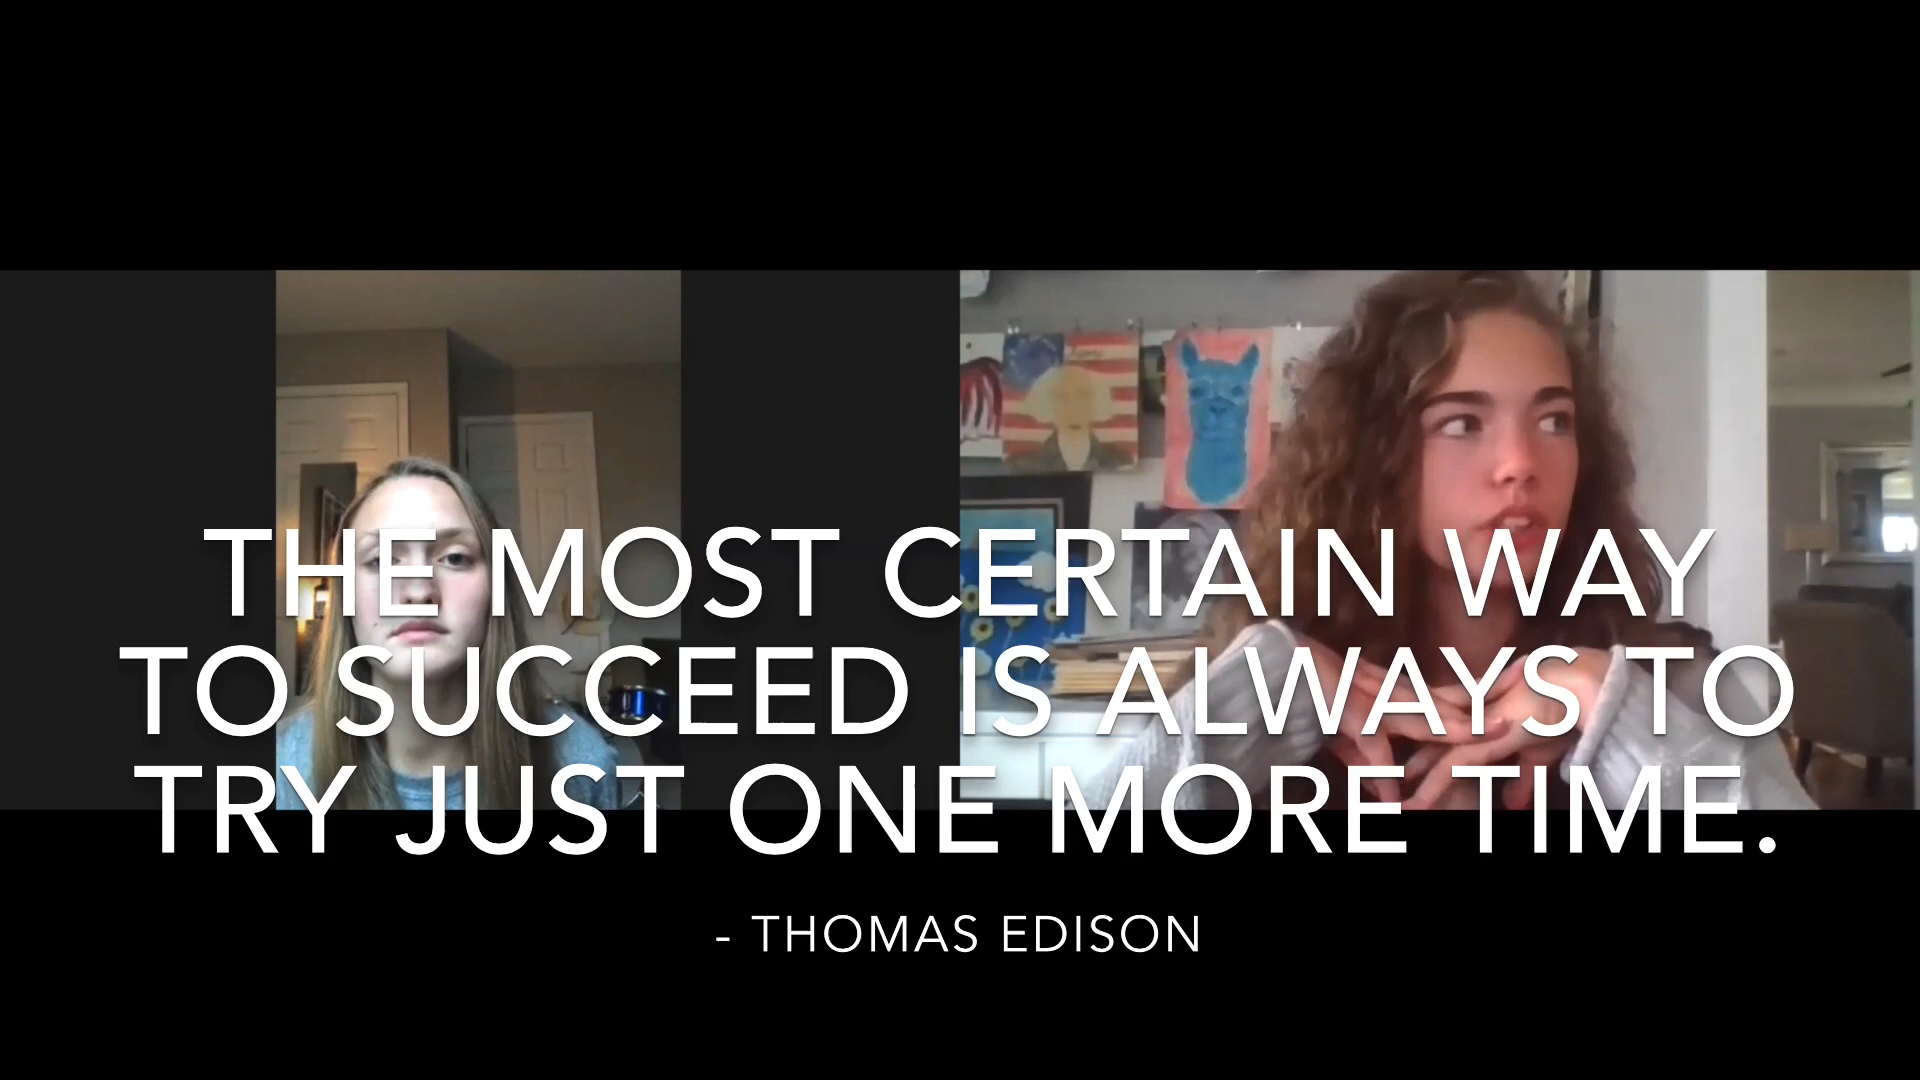 THE MOST CERTAIN WAY
TO SUCCEED IS ALWAYS TO
TRY JUST ONE MORE TIME.
- THOMAS EDISON